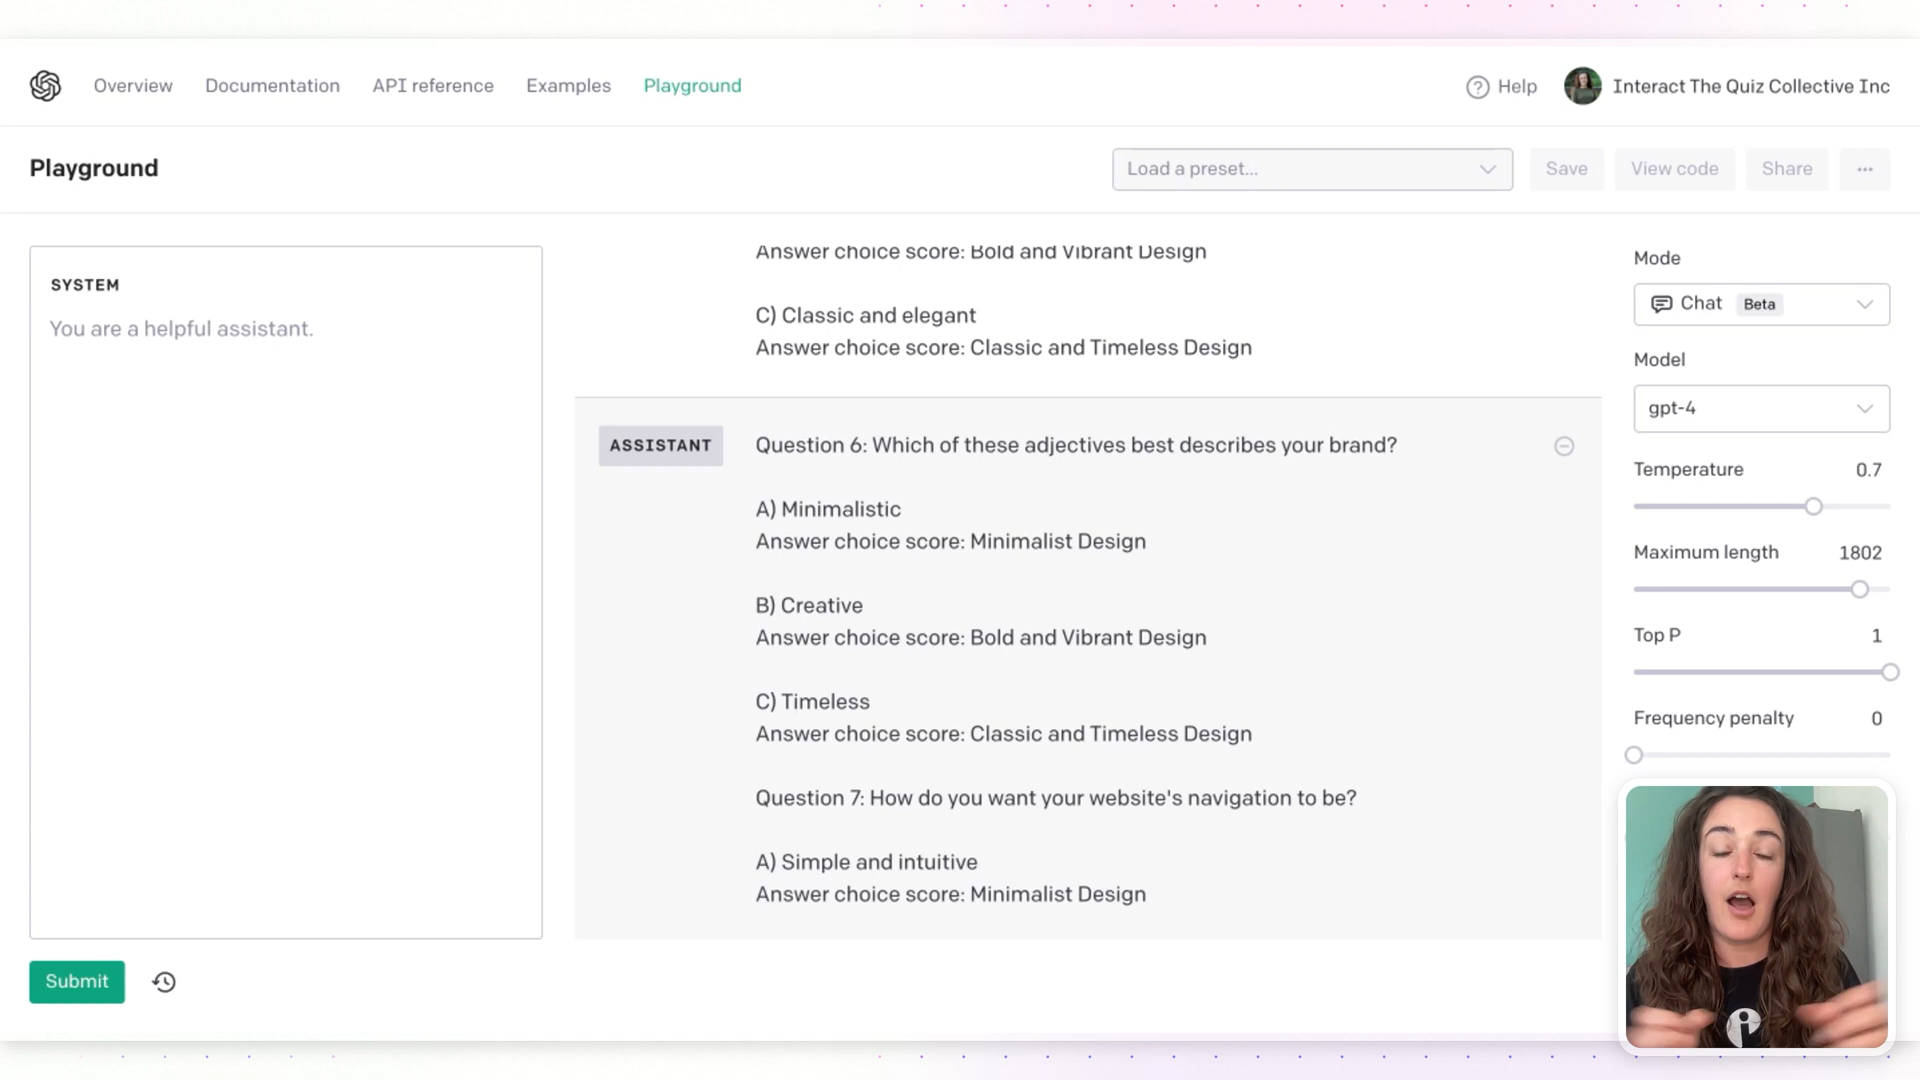 Overview Documentation API reference Examples Playground Help Interact The Quiz Collective Inc
Playground Load a preset... Save View code Share ...
SYSTEM
You are a helpful assistant.
Answer choice score: Bold and Vibrant Design
C) Classic and elegant
Answer choice score: Classic and Timeless Design
ASSISTANT
Question 6: Which of these adjectives best describes your brand?
A) Minimalistic
Answer choice score: Minimalist Design
B) Creative
Answer choice score: Bold and Vibrant Design
C) Timeless
Answer choice score: Classic and Timeless Design
Question 7: How do you want your website's navigation to be?
A) Simple and intuitive
Answer choice score: Minimalist Design
Mode
Chat Beta
Model
gpt-4
Temperature 0.7
Maximum length 1802
Top P 1
Frequency penalty 0
Submit
i